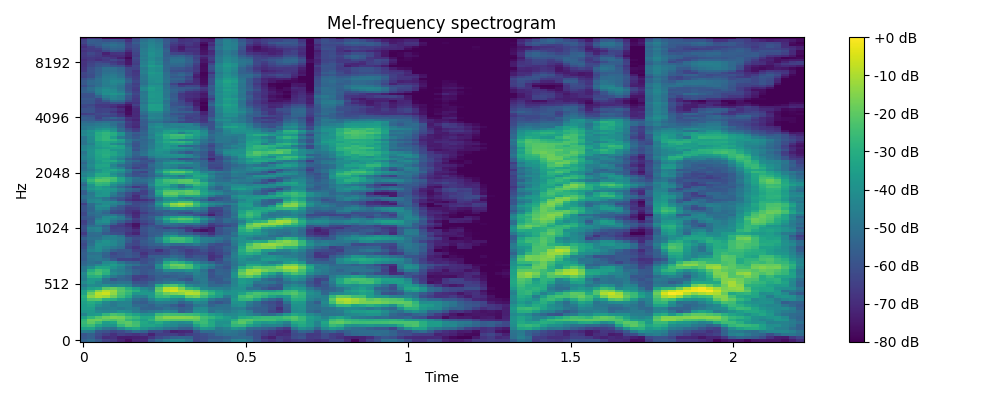 Mel-frequency spectrogram
8192
4096
2048
1024
512
0
Hz
0
0.5
1
1.5
2
Time
+0 dB
-10 dB
-20 dB
-30 dB
-40 dB
-50 dB
-60 dB
-70 dB
-80 dB